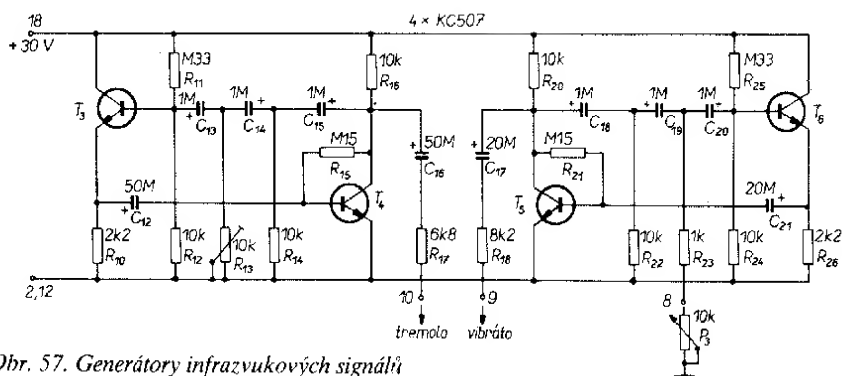 18
+30 V
4 × KC507
M33
R11
T3
1M
+
C13
1M
+
C14
1M
+
C15
10k
R16
M15
R15
T4
50M
+
C12
2k2
R10
10k
R12
10k
R13
10k
R14
+
50M
C16
6k8
R17
10
tremolo
2,12
10k
R20
+
20M
C17
8k2
R18
9
vibráto
1M
+
C18
1M
+
C19
1M
+
C20
M33
R25
T6
M15
R21
T5
20M
+
C21
10k
R22
1k
R23
10k
R24
2k2
R26
8
10k
P3
Obr. 57. Generátory infrazvukových signálů